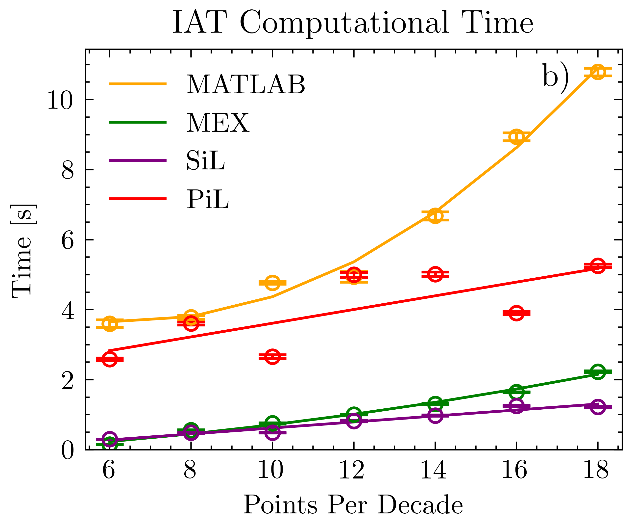 IAT Computational Time
b)
MATLAB
MEX
SiL
PiL
Time [s]
10
8
6
4
2
0
6 8 10 12 14 16 18
Points Per Decade